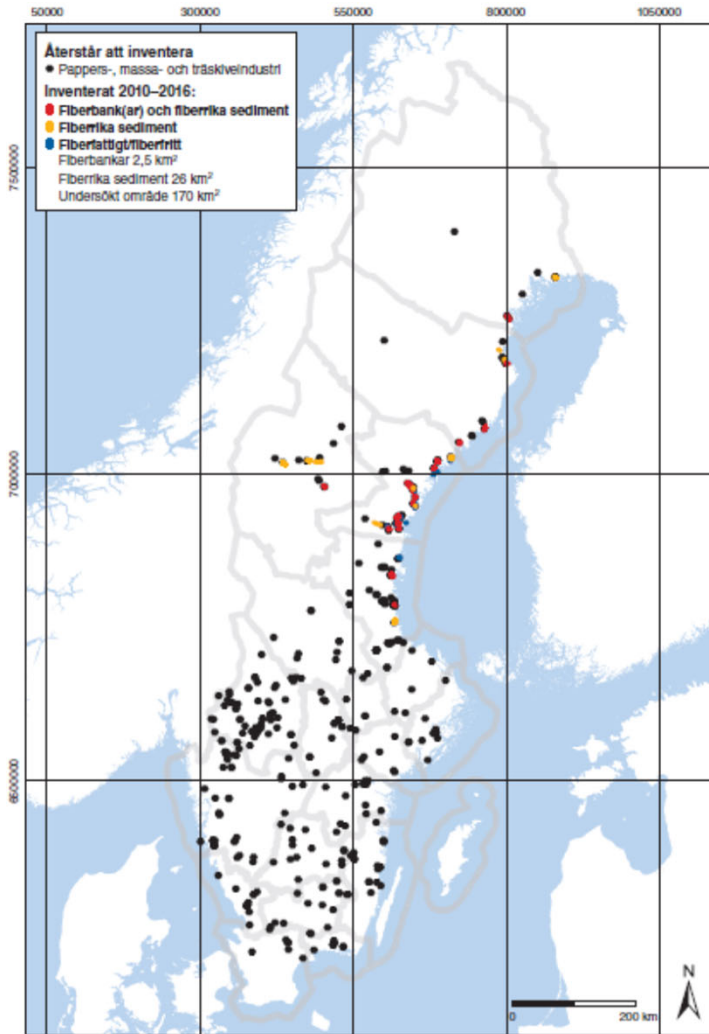 50000 300000 550000 800000 1050000
Återstår att inventera
Pappers-, massa- och träskiveindustri
Inventerat 2010–2016:
Fiberbank(ar) och fiberrika sediment
Fiberrika sediment
Fiberfattigt/fiberfritt
Fiberbankar 2,5 km²
Fiberrika sediment 26 km²
Undersökt område 170 km²
7500000
7000000
6500000
N
0 200 km